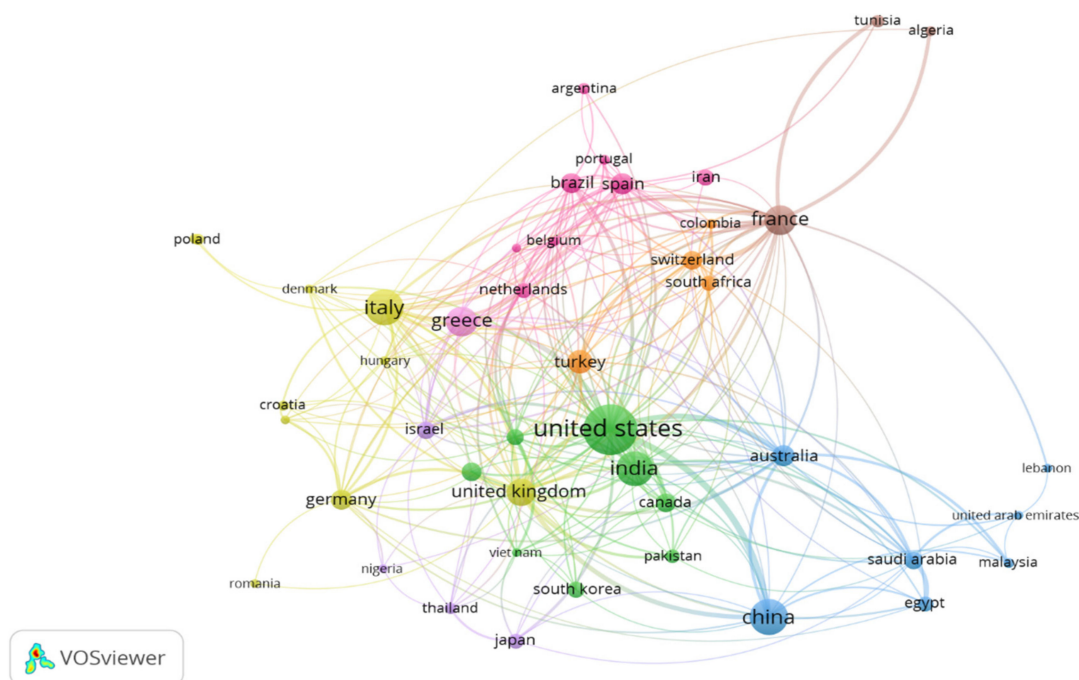 tunisia
algeria
argentina
portugal
brazil
spain
iran
france
colombia
poland
belgium
switzerland
south africa
denmark
netherlands
italy
greece
hungary
turkey
croatia
israel
united states
australia
india
lebanon
germany
united kingdom
canada
united arab emirates
viet nam
pakistan
saudi arabia
malaysia
nigeria
romania
south korea
thailand
egypt
china
japan
VOSviewer